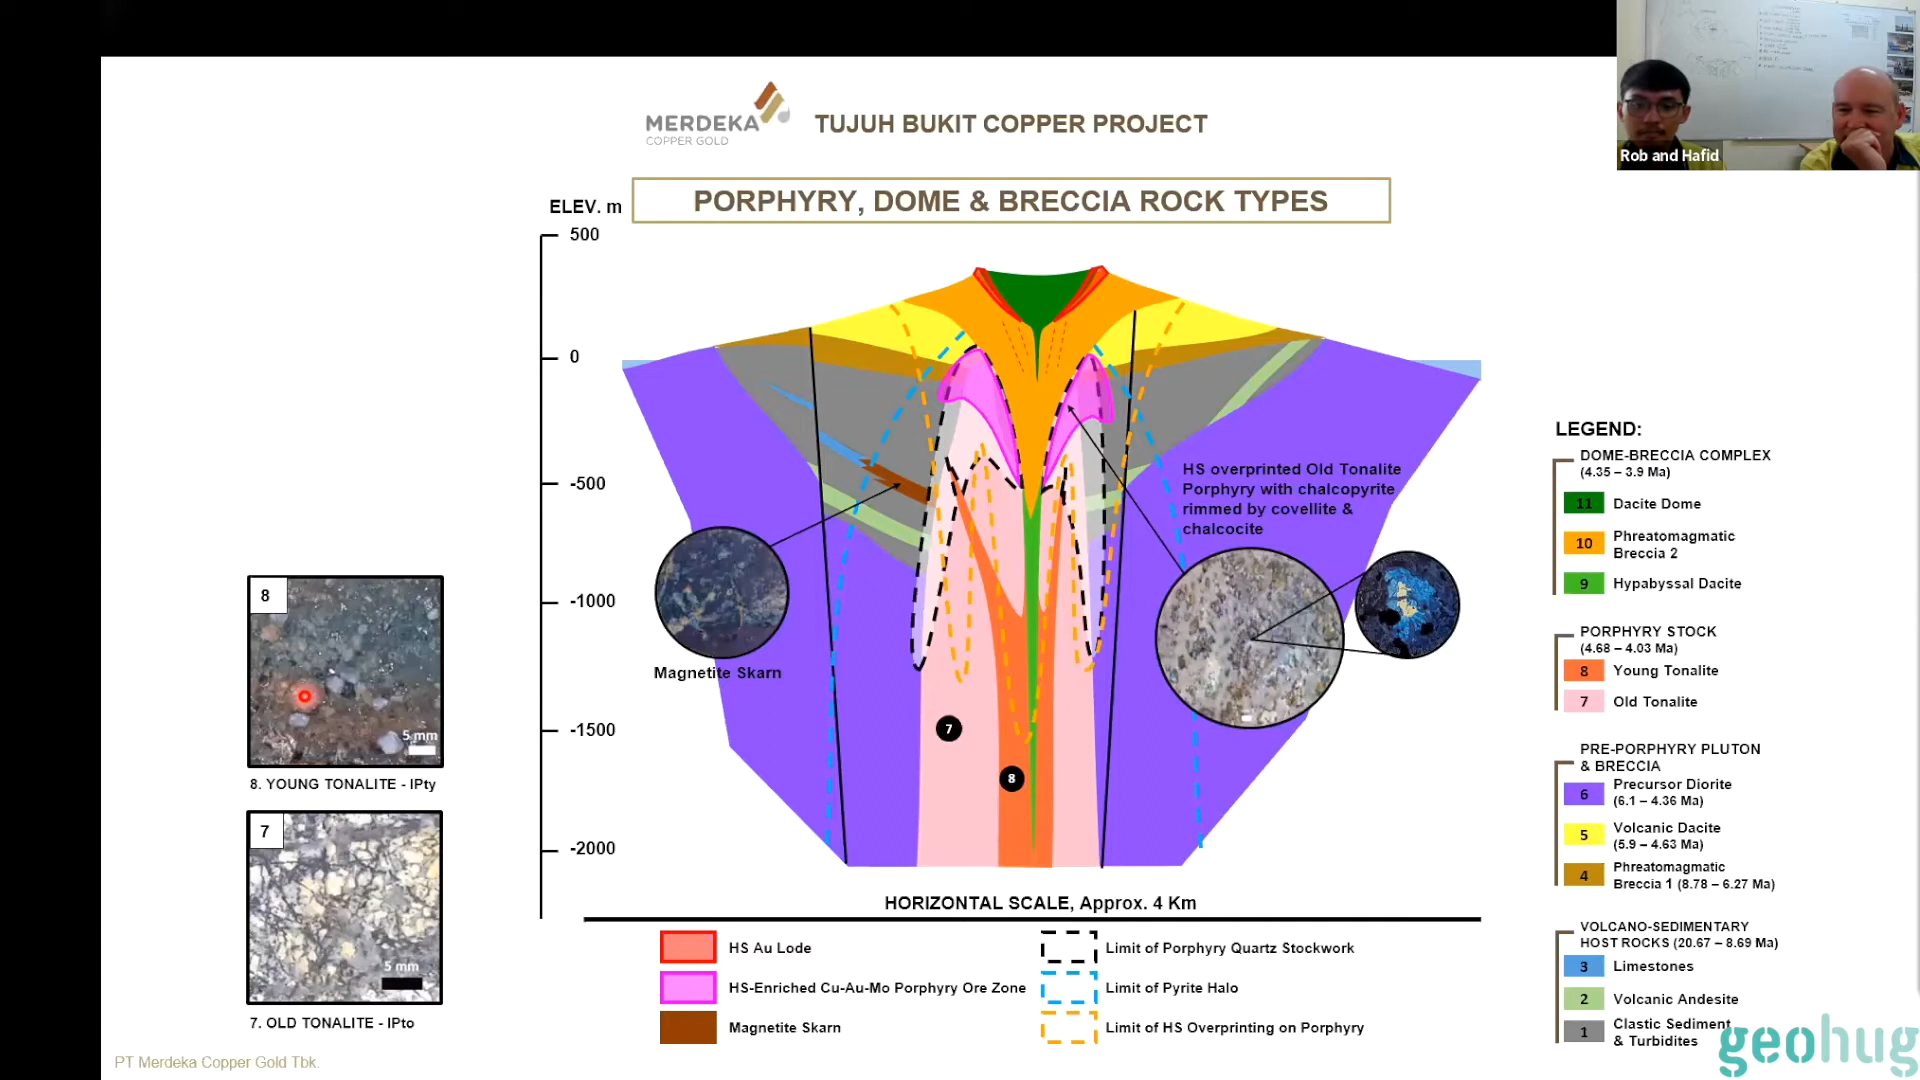 MERDEKA
COPPER GOLD
TUJUH BUKIT COPPER PROJECT
Rob and Hafid
PORPHYRY, DOME & BRECCIA ROCK TYPES
ELEV. m
500
0
-500
-1000
-1500
-2000
HS overprinted Old Tonalite
Porphyry with chalcopyrite
rimmed by covellite &
chalcocite
Magnetite Skarn
7
8
8
5 mm
8. YOUNG TONALITE - IPty
7
5 mm
7. OLD TONALITE - IPto
HORIZONTAL SCALE, Approx. 4 Km
HS Au Lode
HS-Enriched Cu-Au-Mo Porphyry Ore Zone
Magnetite Skarn
Limit of Porphyry Quartz Stockwork
Limit of Pyrite Halo
Limit of HS Overprinting on Porphyry
LEGEND:
DOME-BRECCIA COMPLEX
(4.35 – 3.9 Ma)
11 Dacite Dome
10 Phreatomagmatic
Breccia 2
9 Hypabyssal Dacite
PORPHYRY STOCK
(4.68 – 4.03 Ma)
8 Young Tonalite
7 Old Tonalite
PRE-PORPHYRY PLUTON
& BRECCIA
6 Precursor Diorite
(6.1 – 4.36 Ma)
5 Volcanic Dacite
(5.9 – 4.63 Ma)
4 Phreatomagmatic
Breccia 1 (8.78 – 6.27 Ma)
VOLCANO-SEDIMENTARY
HOST ROCKS (20.67 – 8.69 Ma)
3 Limestones
2 Volcanic Andesite
1 Clastic Sediment
& Turbidites
geohug
PT Merdeka Copper Gold Tbk.